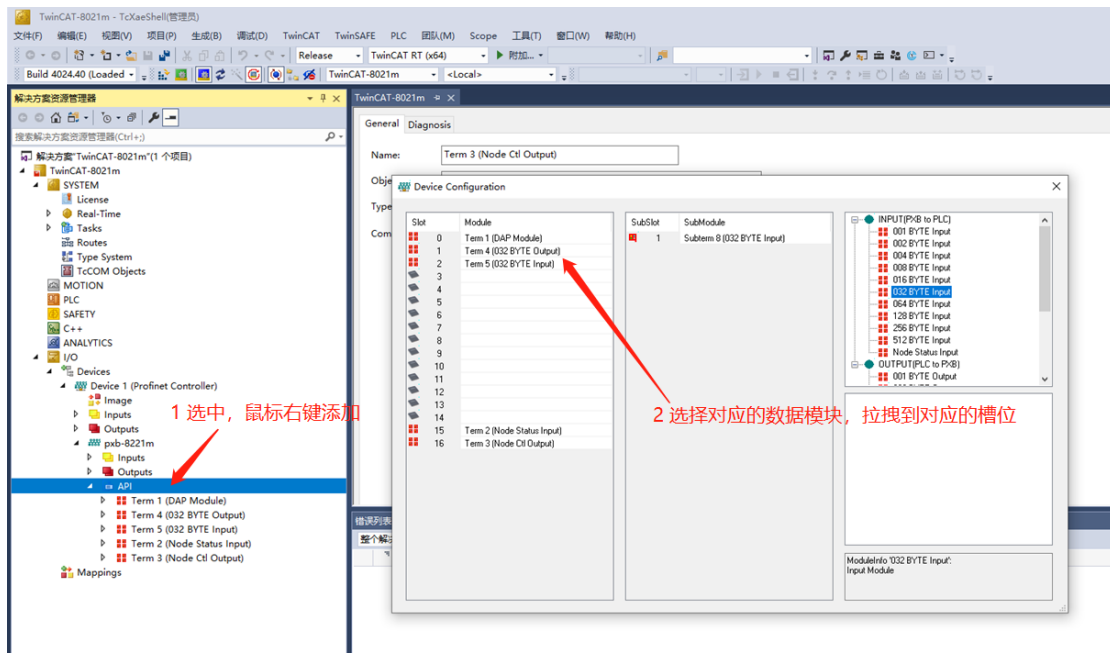 TwinCAT-8021m - TcXaeShell(管理员)
文件(F) 编辑(E) 视图(V) 项目(P) 生成(B) 调试(D) TwinCAT TwinSAFE PLC 团队(M) Scope 工具(T) 窗口(W) 帮助(H)
Release TwinCAT RT (x64) 附加...
Build 4024.40 (Loaded TwinCAT-8021m <Local>
解决方案资源管理器
搜索解决方案资源管理器(Ctrl+;)
解决方案"TwinCAT-8021m"(1 个项目)
TwinCAT-8021m
SYSTEM
License
Real-Time
Tasks
Routes
Type System
TcCOM Objects
MOTION
PLC
SAFETY
C++
ANALYTICS
I/O
Devices
Device 1 (Profinet Controller)
Image
Inputs
Outputs
pxb-8221m
Inputs
Outputs
API
Term 1 (DAP Module)
Term 4 (032 BYTE Output)
Term 5 (032 BYTE Input)
Term 2 (Node Status Input)
Term 3 (Node Ctl Output)
Mappings
1 选中，鼠标右键添加
TwinCAT-8021m
General Diagnosis
Name: Term 3 (Node Ctl Output)
Obje
Type
Com
Device Configuration
Slot Module
0 Term 1 (DAP Module)
1 Term 4 (032 BYTE Output)
2 Term 5 (032 BYTE Input)
3
4
5
6
7
8
9
10
11
12
13
14
15 Term 2 (Node Status Input)
16 Term 3 (Node Ctl Output)
SubSlot SubModule
1 Subterm 8 (032 BYTE Input)
INPUT(PXB to PLC)
001 BYTE Input
002 BYTE Input
004 BYTE Input
008 BYTE Input
016 BYTE Input
032 BYTE Input
064 BYTE Input
128 BYTE Input
256 BYTE Input
512 BYTE Input
Node Status Input
OUTPUT(PLC to PXB)
001 BYTE Output
2 选择对应的数据模块，拉拽到对应的槽位
ModuleInfo '032 BYTE Input':
Input Module
错误列表
整个解